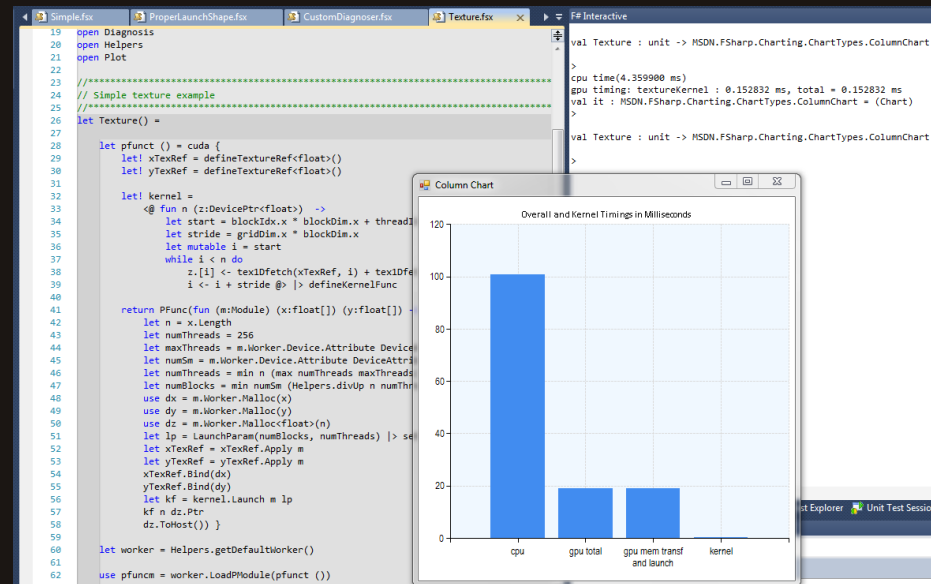 Simple.fsx
ProperLaunchShape.fsx
CustomDiagnoser.fsx
Texture.fsx
F# Interactive
19 open Diagnosis
20 open Helpers
21 open Plot
22
23 //**********************************************************************
24 // Simple texture example
25 //**********************************************************************
26 let Texture() =
27
28 let pfunct () = cuda {
29 let! xTexRef = defineTextureRef<float>()
30 let! yTexRef = defineTextureRef<float>()
31
32 let! kernel =
33 <@ fun n (z:DevicePtr<float>) ->
34 let start = blockIdx.x * blockDim.x + threadI
35 let stride = gridDim.x * blockDim.x
36 let mutable i = start
37 while i < n do
38 z.[i] <- tex1Dfetch(xTexRef, i) + tex1Dfe
39 i <- i + stride @> |> defineKernelFunc
40
41 return PFunc(fun (m:Module) (x:float[]) (y:float[]) -
42 let n = x.Length
43 let numThreads = 256
44 let maxThreads = m.Worker.Device.Attribute Device
45 let numSm = m.Worker.Device.Attribute DeviceAttri
46 let numThreads = min n (max numThreads maxThreads
47 let numBlocks = min numSm (Helpers.divUp n numThr
48 use dx = m.Worker.Malloc(x)
49 use dy = m.Worker.Malloc(y)
50 use dz = m.Worker.Malloc<float>(n)
51 let lp = LaunchParam(numBlocks, numThreads) |> se
52 let xTexRef = xTexRef.Apply m
53 let yTexRef = yTexRef.Apply m
54 xTexRef.Bind(dx)
55 yTexRef.Bind(dy)
56 let kf = kernel.Launch m lp
57 kf n dz.Ptr
58 dz.ToHost()) }
59
60 let worker = Helpers.getDefaultWorker()
61
62 use pfuncm = worker.LoadPModule(pfunct ())
val Texture : unit -> MSDN.FSharp.Charting.ChartTypes.ColumnChart
>
cpu time(4.359900 ms)
gpu timing: textureKernel : 0.152832 ms, total = 0.152832 ms
val it : MSDN.FSharp.Charting.ChartTypes.ColumnChart = (Chart)
>
val Texture : unit -> MSDN.FSharp.Charting.ChartTypes.ColumnChart
>
Column Chart
Overall and Kernel Timings in Milliseconds
120
100
80
60
40
20
0
cpu
gpu total
gpu mem transf
and launch
kernel
st Explorer
Unit Test Sessio